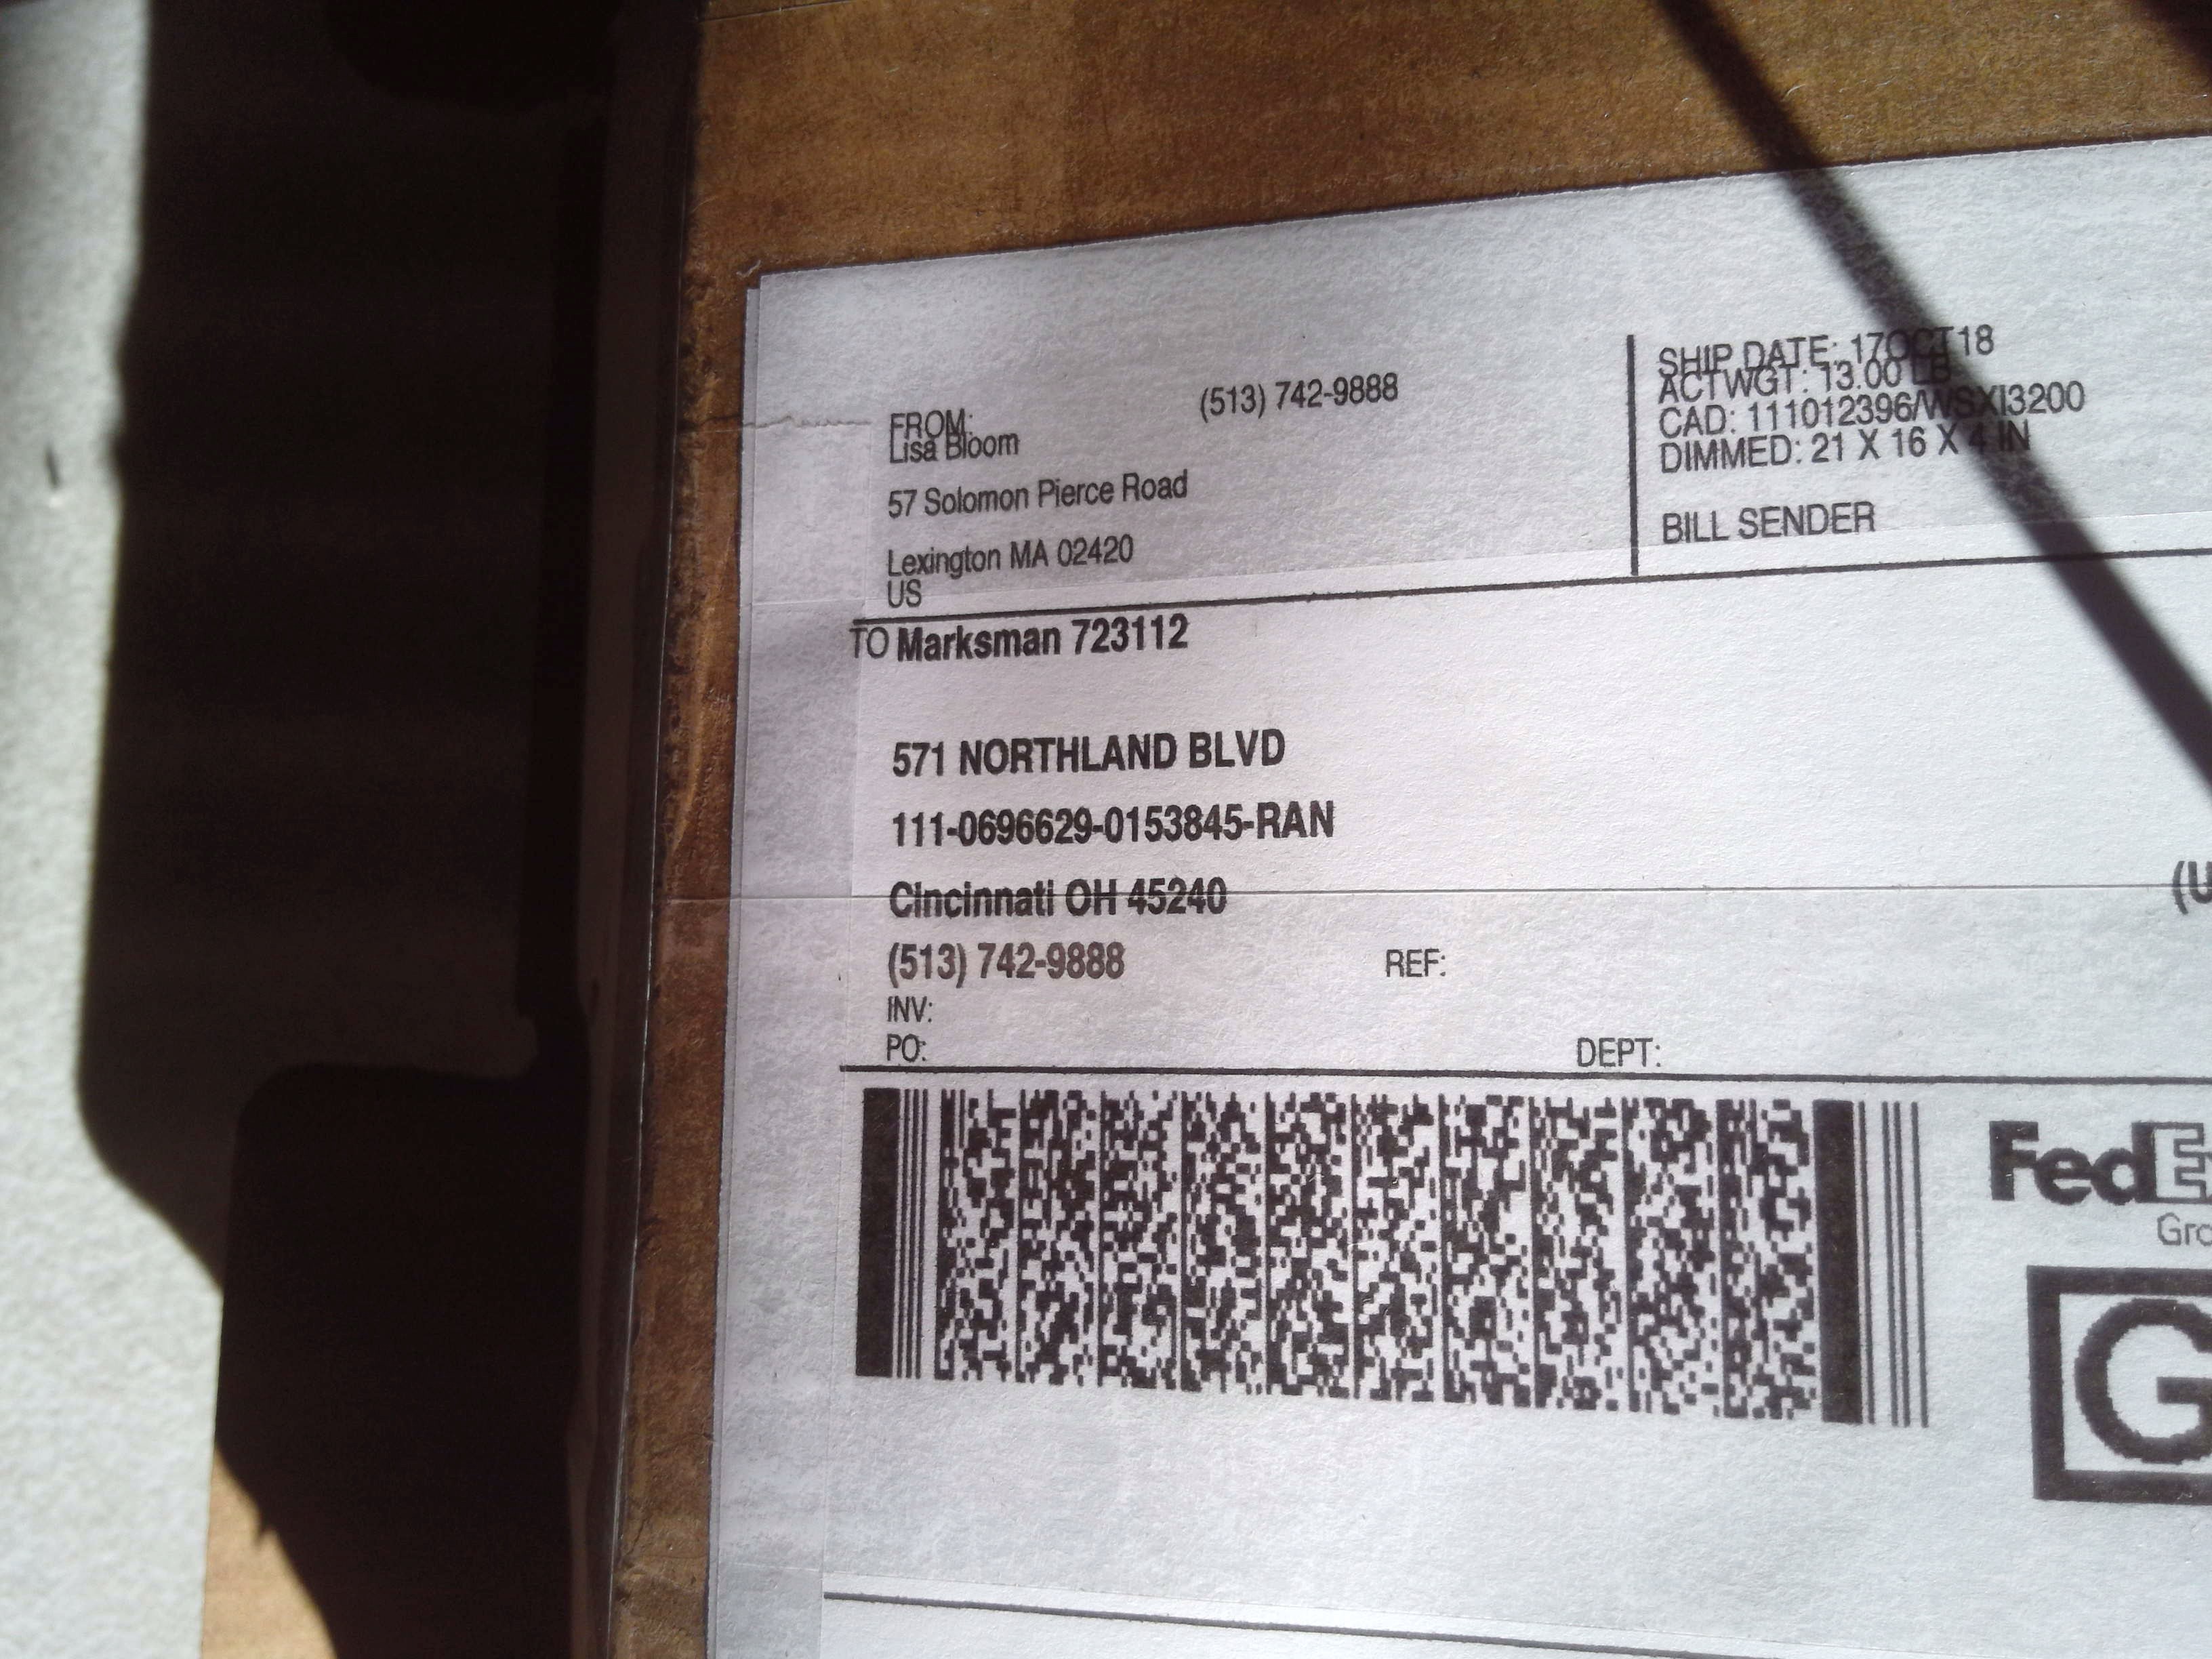 FROM:
(513) 742-9888
Lisa Bloom
57 Solomon Pierce Road
Lexington MA 02420
US
SHIP DATE: 17OCT18
ACTWGT: 13.00 LB
CAD: 111012396/WSXI3200
DIMMED: 21 X 16 X 4 IN
BILL SENDER
TO Marksman 723112
571 NORTHLAND BLVD
111-0696629-0153845-RAN
Cincinnati OH 45240
(U
(513) 742-9888
REF:
INV:
PO:
DEPT:
FedE
Gro
G